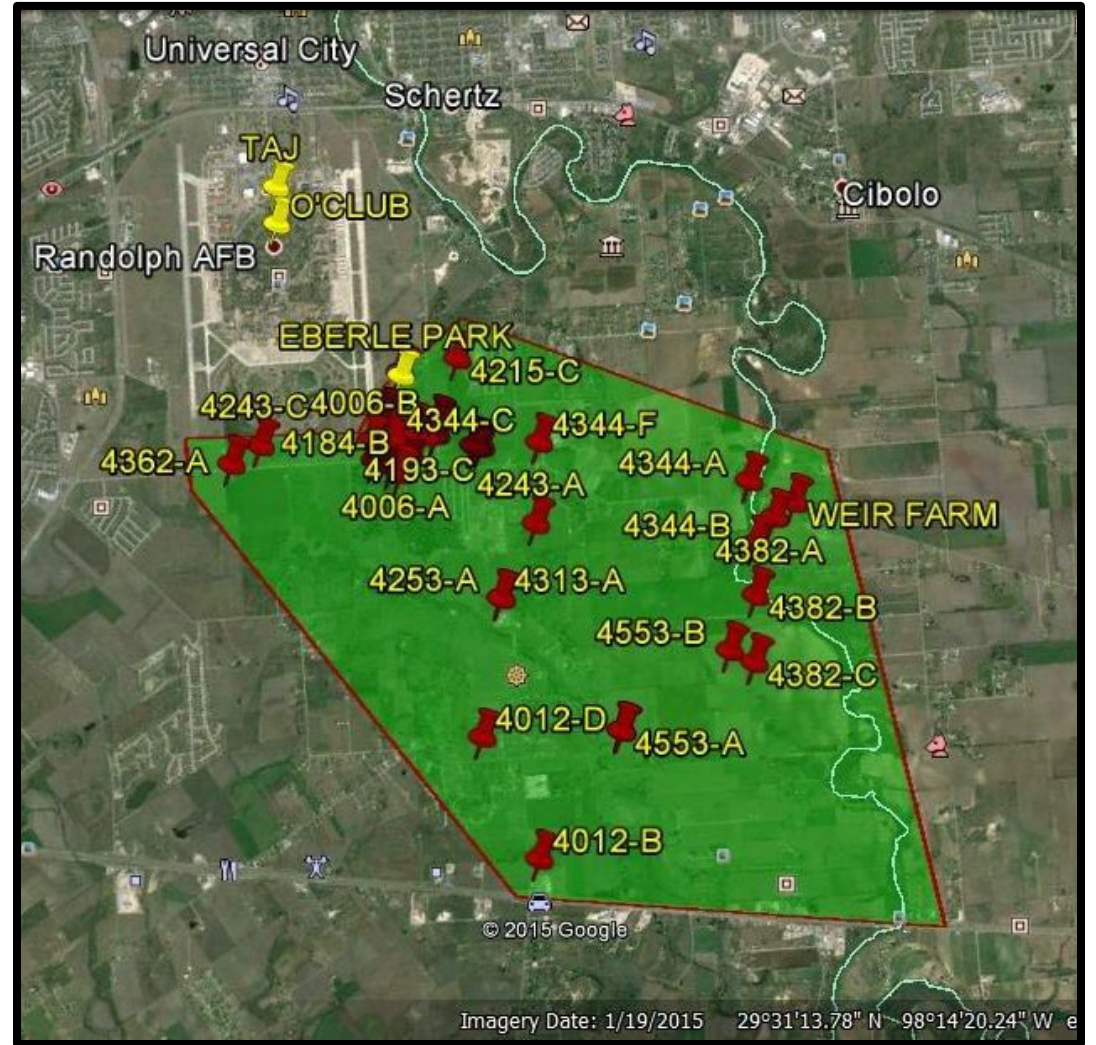 Universal City
Schertz
TAJ
O'CLUB
Cibolo
Randolph AFB
EBERLE PARK
4215-C
4243-C
4006-B
4344-C
4344-F
4362-A
4184-B
4193-C
4344-A
4243-A
4006-A
4344-B
WEIR FARM
4382-A
4253-A
4313-A
4382-B
4553-B
4382-C
4012-D
4553-A
4012-B
© 2015 Google
Imagery Date: 1/19/2015 29°31'13.78" N 98°14'20.24" W e